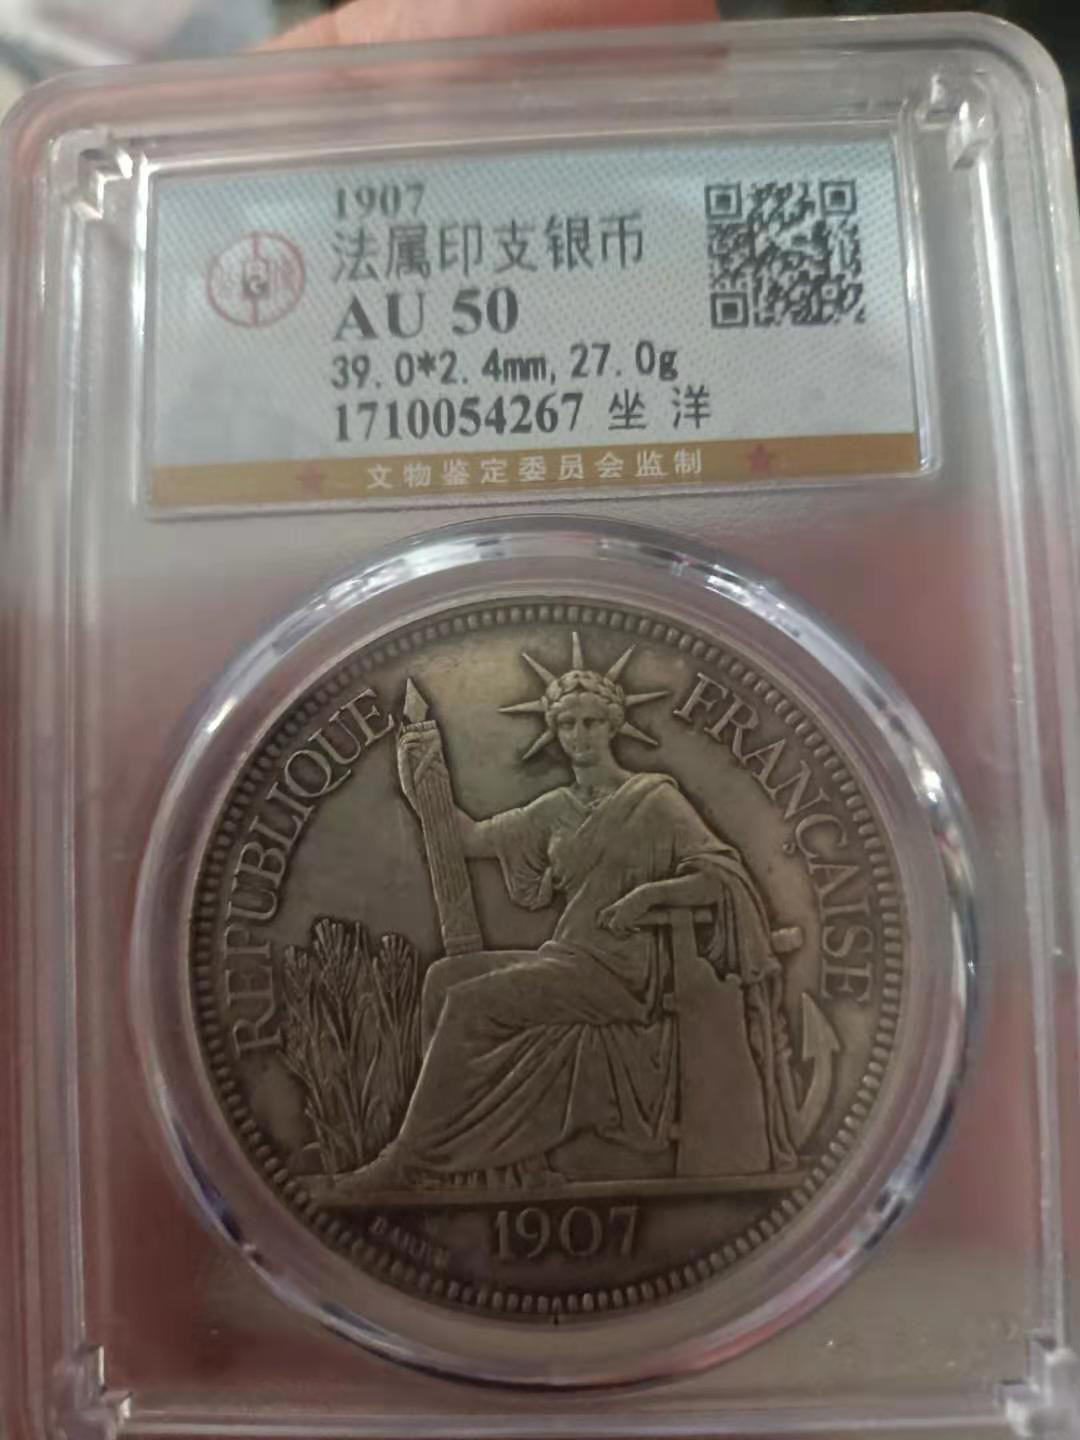 1907
法属印支银币
AU 50
39.0*2.4mm,27.0g
1710054267 坐 洋
文物鉴定委员会监制
REPUBLIQUE FRANÇAISE
1907